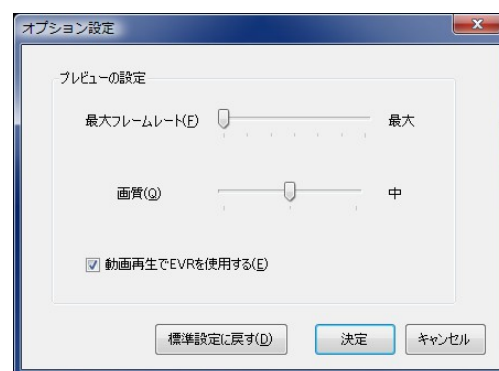 オプション設定
プレビューの設定
最大フレームレート(F) 最大
画質(Q) 中
動画再生でEVRを使用する(E)
標準設定に戻す(D) 決定 キャンセル